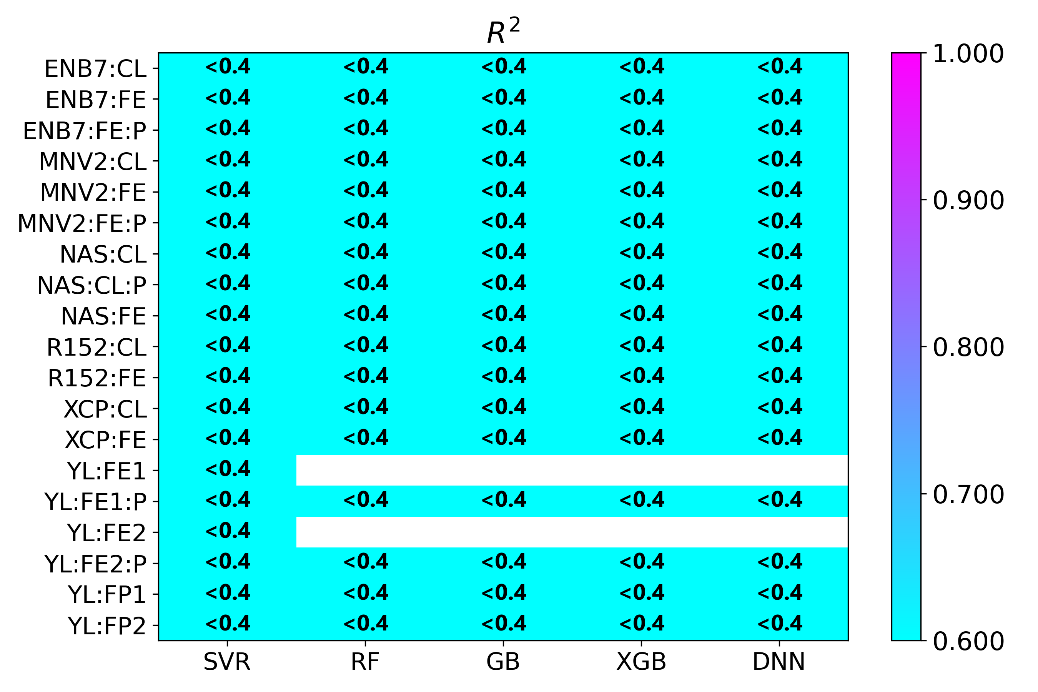 R²
ENB7:CL <0.4 <0.4 <0.4 <0.4 <0.4 1.000
ENB7:FE <0.4 <0.4 <0.4 <0.4 <0.4
ENB7:FE:P <0.4 <0.4 <0.4 <0.4 <0.4
MNV2:CL <0.4 <0.4 <0.4 <0.4 <0.4
MNV2:FE <0.4 <0.4 <0.4 <0.4 <0.4 0.900
MNV2:FE:P <0.4 <0.4 <0.4 <0.4 <0.4
NAS:CL <0.4 <0.4 <0.4 <0.4 <0.4
NAS:CL:P <0.4 <0.4 <0.4 <0.4 <0.4
NAS:FE <0.4 <0.4 <0.4 <0.4 <0.4
R152:CL <0.4 <0.4 <0.4 <0.4 <0.4 0.800
R152:FE <0.4 <0.4 <0.4 <0.4 <0.4
XCP:CL <0.4 <0.4 <0.4 <0.4 <0.4
XCP:FE <0.4 <0.4 <0.4 <0.4 <0.4
YL:FE1 <0.4
YL:FE1:P <0.4 <0.4 <0.4 <0.4 <0.4 0.700
YL:FE2 <0.4
YL:FE2:P <0.4 <0.4 <0.4 <0.4 <0.4
YL:FP1 <0.4 <0.4 <0.4 <0.4 <0.4
YL:FP2 <0.4 <0.4 <0.4 <0.4 <0.4 0.600
SVR RF GB XGB DNN